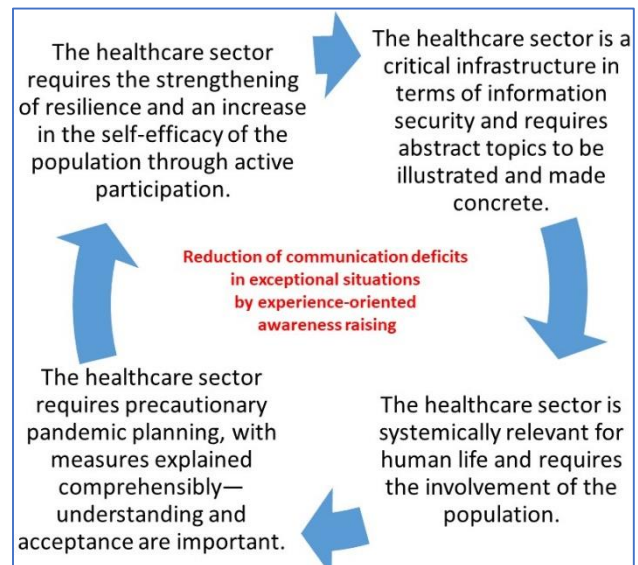 The healthcare sector
requires the strengthening
of resilience and an increase
in the self-efficacy of the
population through active
participation.
The healthcare sector is a
critical infrastructure in
terms of information
security and requires
abstract topics to be
illustrated and made
concrete.
Reduction of communication deficits
in exceptional situations
by experience-oriented
awareness raising
The healthcare sector
requires precautionary
pandemic planning, with
measures explained
comprehensibly—
understanding and
acceptance are important.
The healthcare sector is
systemically relevant for
human life and requires
the involvement of the
population.